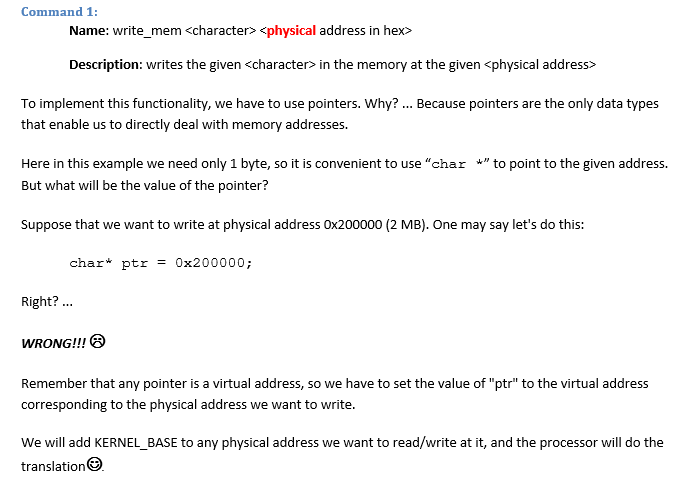 Command 1:
Name: write_mem <character> <physical address in hex>
Description: writes the given <character> in the memory at the given <physical address>
To implement this functionality, we have to use pointers. Why? ... Because pointers are the only data types
that enable us to directly deal with memory addresses.
Here in this example we need only 1 byte, so it is convenient to use “char *” to point to the given address.
But what will be the value of the pointer?
Suppose that we want to write at physical address 0x200000 (2 MB). One may say let's do this:
char* ptr = 0x200000;
Right? ...
WRONG!!! ☹
Remember that any pointer is a virtual address, so we have to set the value of "ptr" to the virtual address
corresponding to the physical address we want to write.
We will add KERNEL_BASE to any physical address we want to read/write at it, and the processor will do the
translation☺.